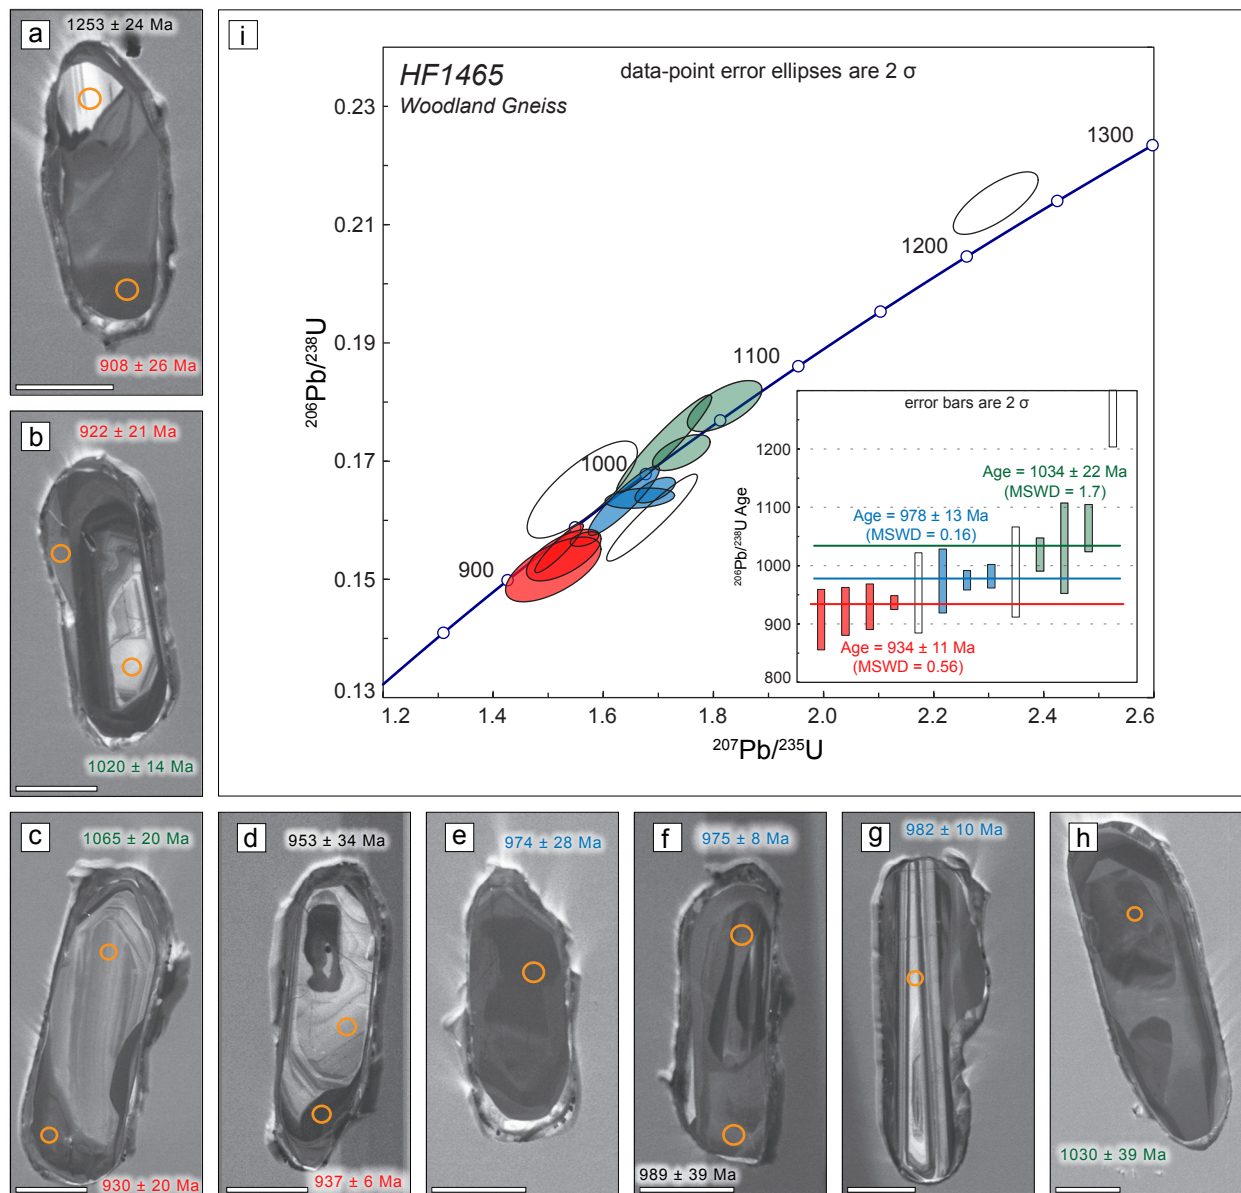 a
1253 ± 24 Ma
908 ± 26 Ma
b
922 ± 21 Ma
1020 ± 14 Ma
i
HF1465
Woodland Gneiss
data-point error ellipses are 2 σ
0.23
0.21
0.19
0.17
0.15
0.13
206Pb/238U
1.2
1.4
1.6
1.8
2.0
2.2
2.4
2.6
207Pb/235U
900
1000
1100
1200
1300
error bars are 2 σ
1200
1100
1000
900
800
206Pb/238U Age
Age = 1034 ± 22 Ma
(MSWD = 1.7)
Age = 978 ± 13 Ma
(MSWD = 0.16)
Age = 934 ± 11 Ma
(MSWD = 0.56)
c
1065 ± 20 Ma
930 ± 20 Ma
d
953 ± 34 Ma
937 ± 6 Ma
e
974 ± 28 Ma
f
975 ± 8 Ma
989 ± 39 Ma
g
982 ± 10 Ma
h
1030 ± 39 Ma